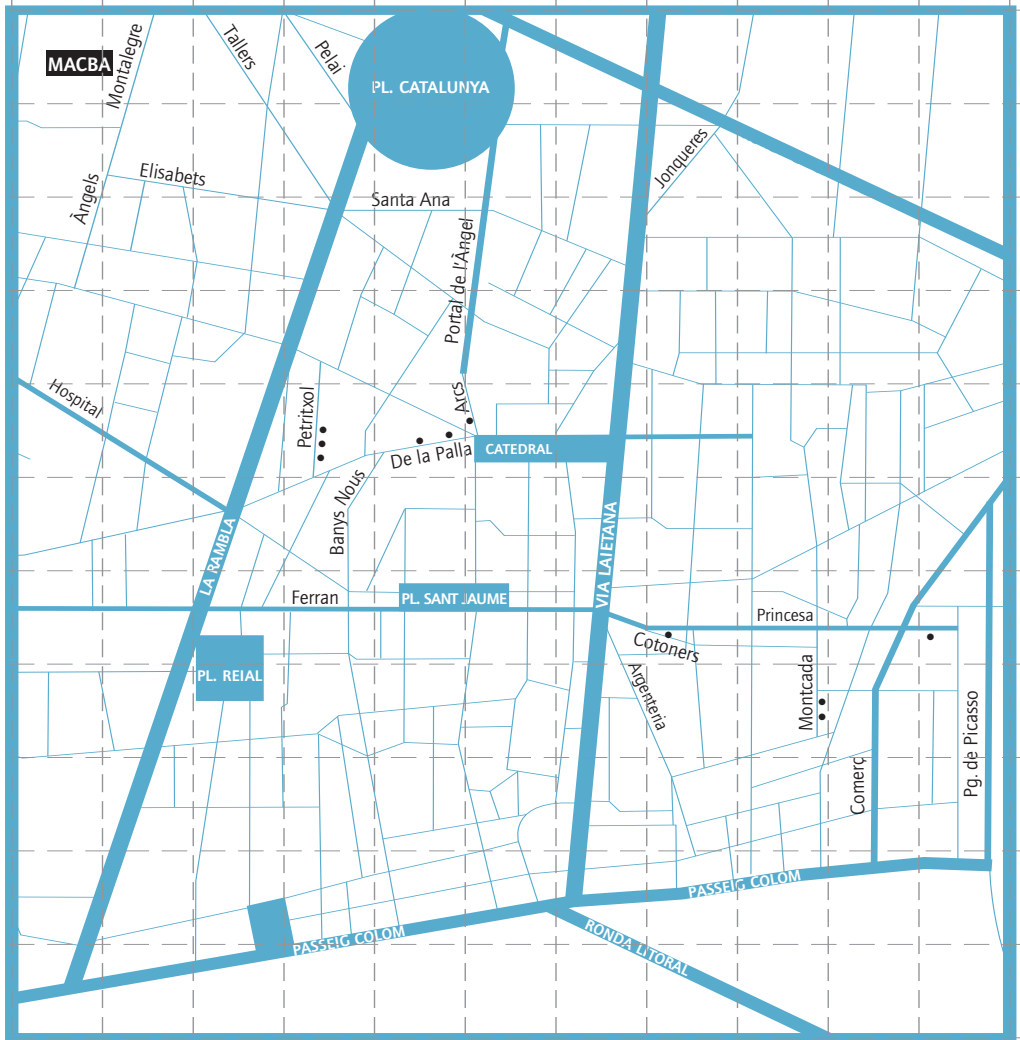 MACBA
Montalegre
Tallers
Pelai
PL. CATALUNYA
Àngels
Elisabets
Santa Ana
Jonqueres
Portal de l'Àngel
Hospital
Petritxol
Arcs
De la Palla
CATEDRAL
Banys Nous
LA RAMBLA
VIA LAIETANA
Ferran
PL. SANT JAUME
Princesa
Cotoners
PL. REIAL
Argenteria
Montcada
Comerç
Pg. de Picasso
PASSEIG COLOM
PASSEIG COLOM
RONDA LITORAL